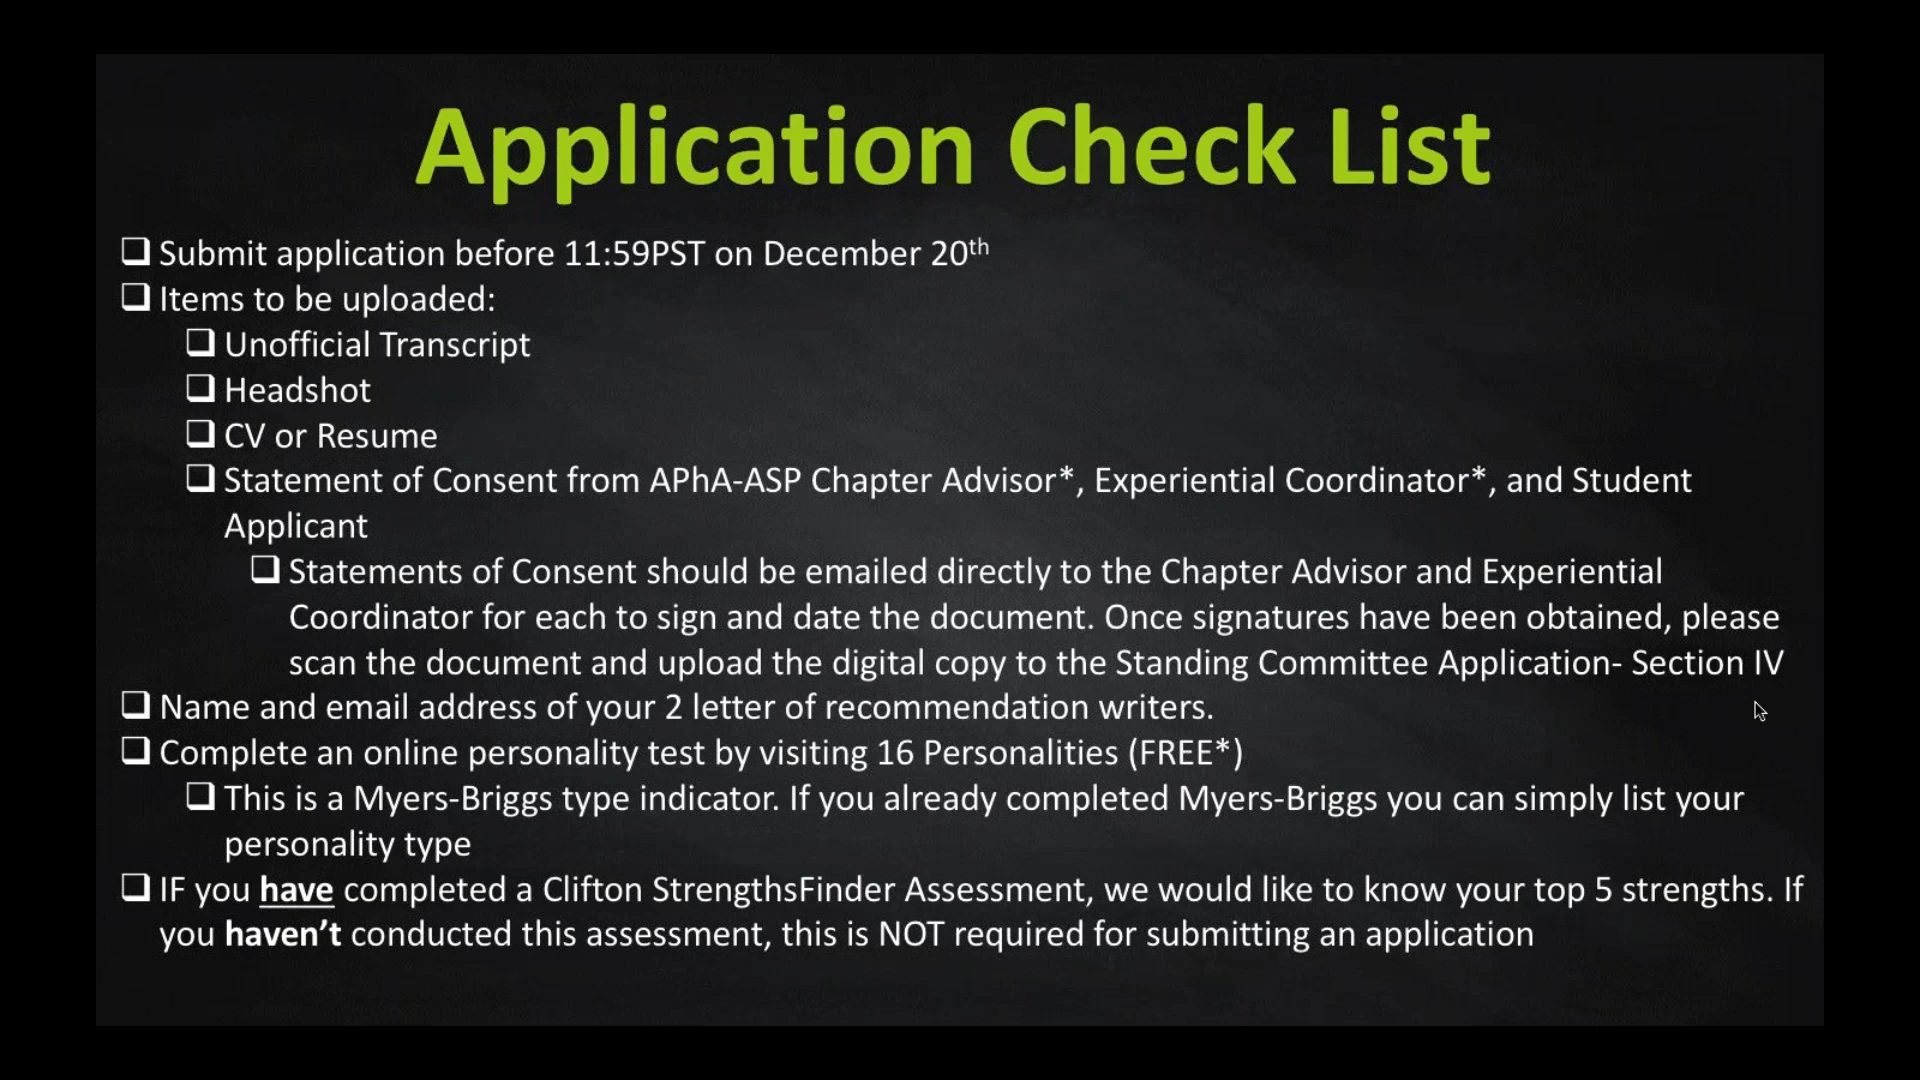 Application Check List
❑ Submit application before 11:59PST on December 20th
❑ Items to be uploaded:
❑ Unofficial Transcript
❑ Headshot
❑ CV or Resume
❑ Statement of Consent from APhA-ASP Chapter Advisor*, Experiential Coordinator*, and Student
Applicant
❑ Statements of Consent should be emailed directly to the Chapter Advisor and Experiential
Coordinator for each to sign and date the document. Once signatures have been obtained, please
scan the document and upload the digital copy to the Standing Committee Application- Section IV
❑ Name and email address of your 2 letter of recommendation writers.
❑ Complete an online personality test by visiting 16 Personalities (FREE*)
❑ This is a Myers-Briggs type indicator. If you already completed Myers-Briggs you can simply list your
personality type
❑ IF you have completed a Clifton StrengthsFinder Assessment, we would like to know your top 5 strengths. If
you haven’t conducted this assessment, this is NOT required for submitting an application